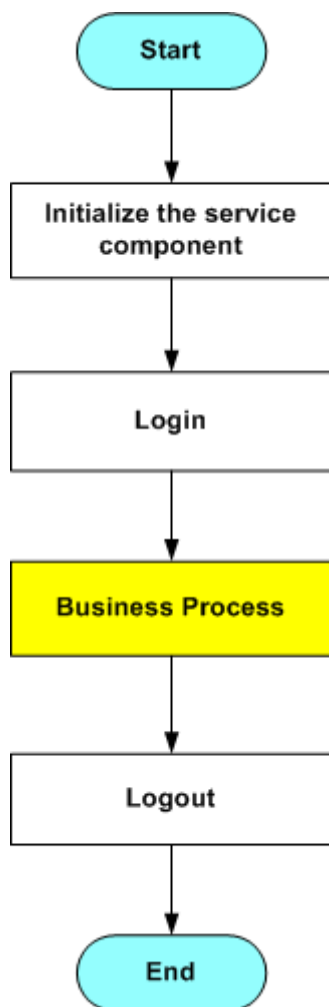 Start
Initialize the service
component
Login
Business Process
Logout
End